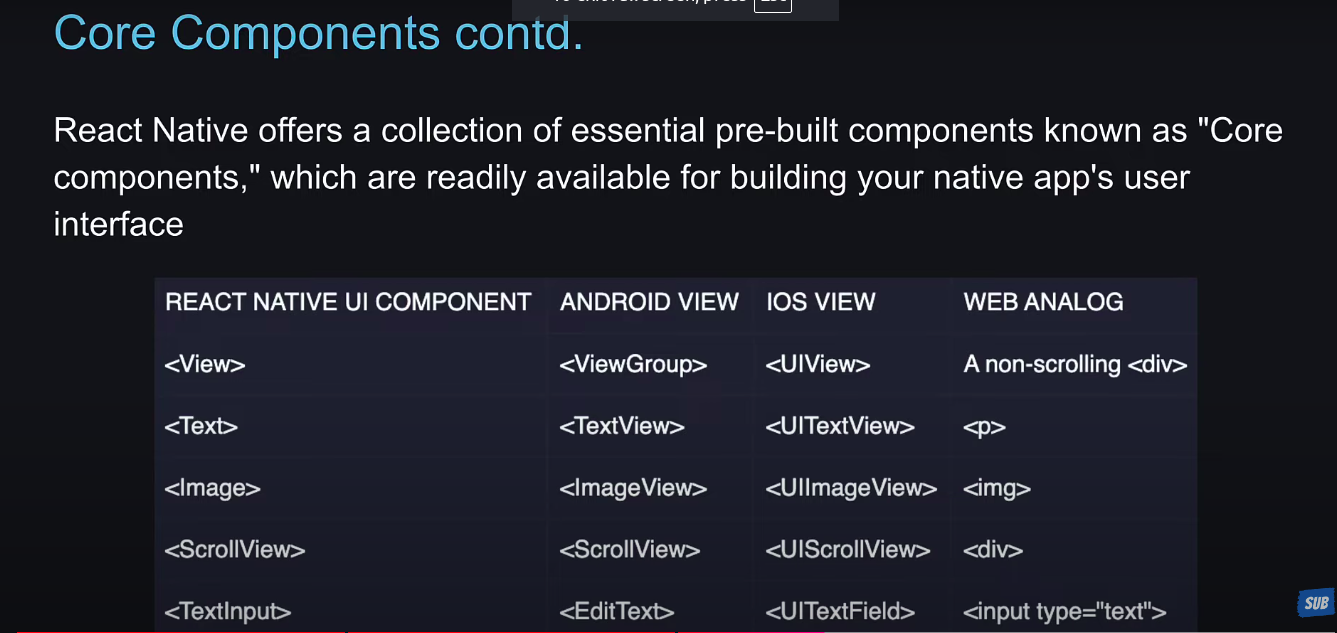 Core Components contd.
React Native offers a collection of essential pre-built components known as "Core
components," which are readily available for building your native app's user
interface
REACT NATIVE UI COMPONENT ANDROID VIEW IOS VIEW WEB ANALOG
<View> <ViewGroup> <UIView> A non-scrolling <div>
<Text> <TextView> <UITextView> <p>
<Image> <ImageView> <UIImageView> <img>
<ScrollView> <ScrollView> <UIScrollView> <div>
<TextInput> <EditText> <UITextField> <input type="text">
SUB